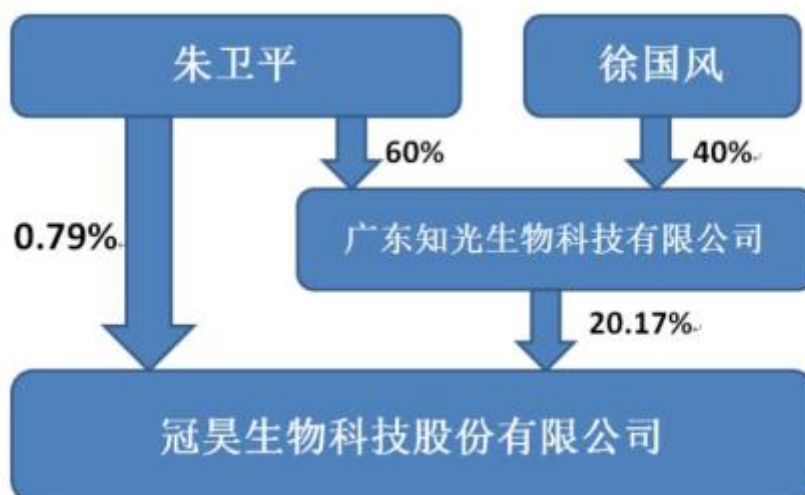 朱卫平
徐国风
60%
40%
0.79%
广东知光生物科技有限公司
20.17%
冠昊生物科技股份有限公司